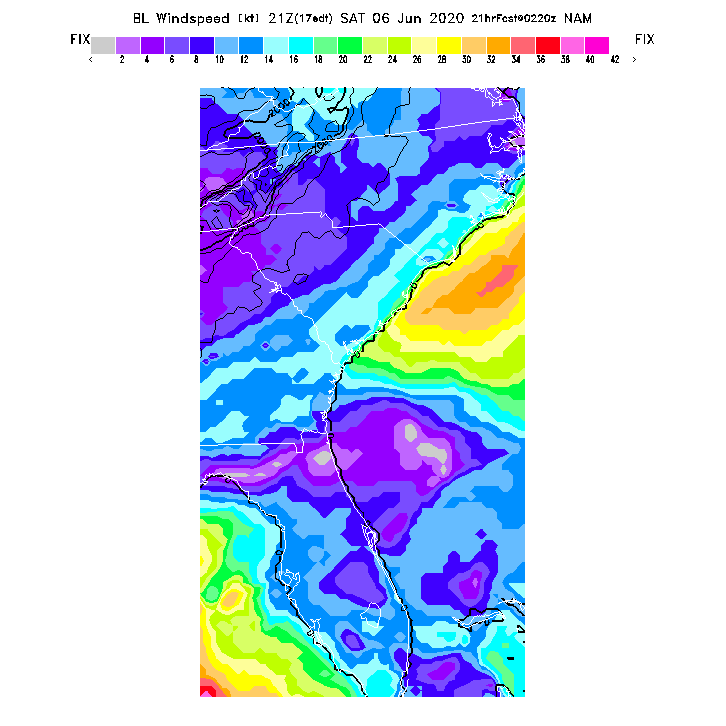 BL Windspeed [kt] 21Z(17edt) SAT 06 Jun 2020 21hrFcst@0220z NAM
FIX FIX
< 2 4 6 8 10 12 14 16 18 20 22 24 26 28 30 32 34 36 38 40 42 >